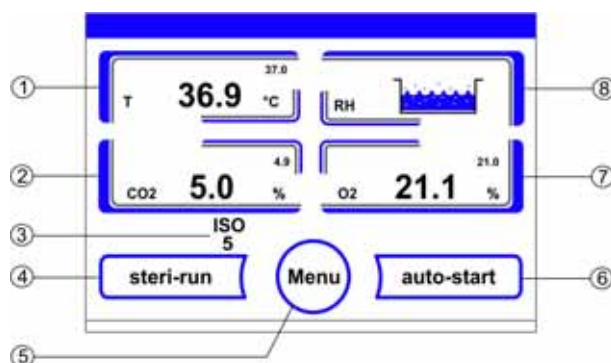 ① 37.0 ⑧
T 36.9 °C RH
② 4.9 21.0 ⑦
CO2 5.0 % O2 21.1 %
③ ISO
5
④ steri-run Menu auto-start ⑥
⑤